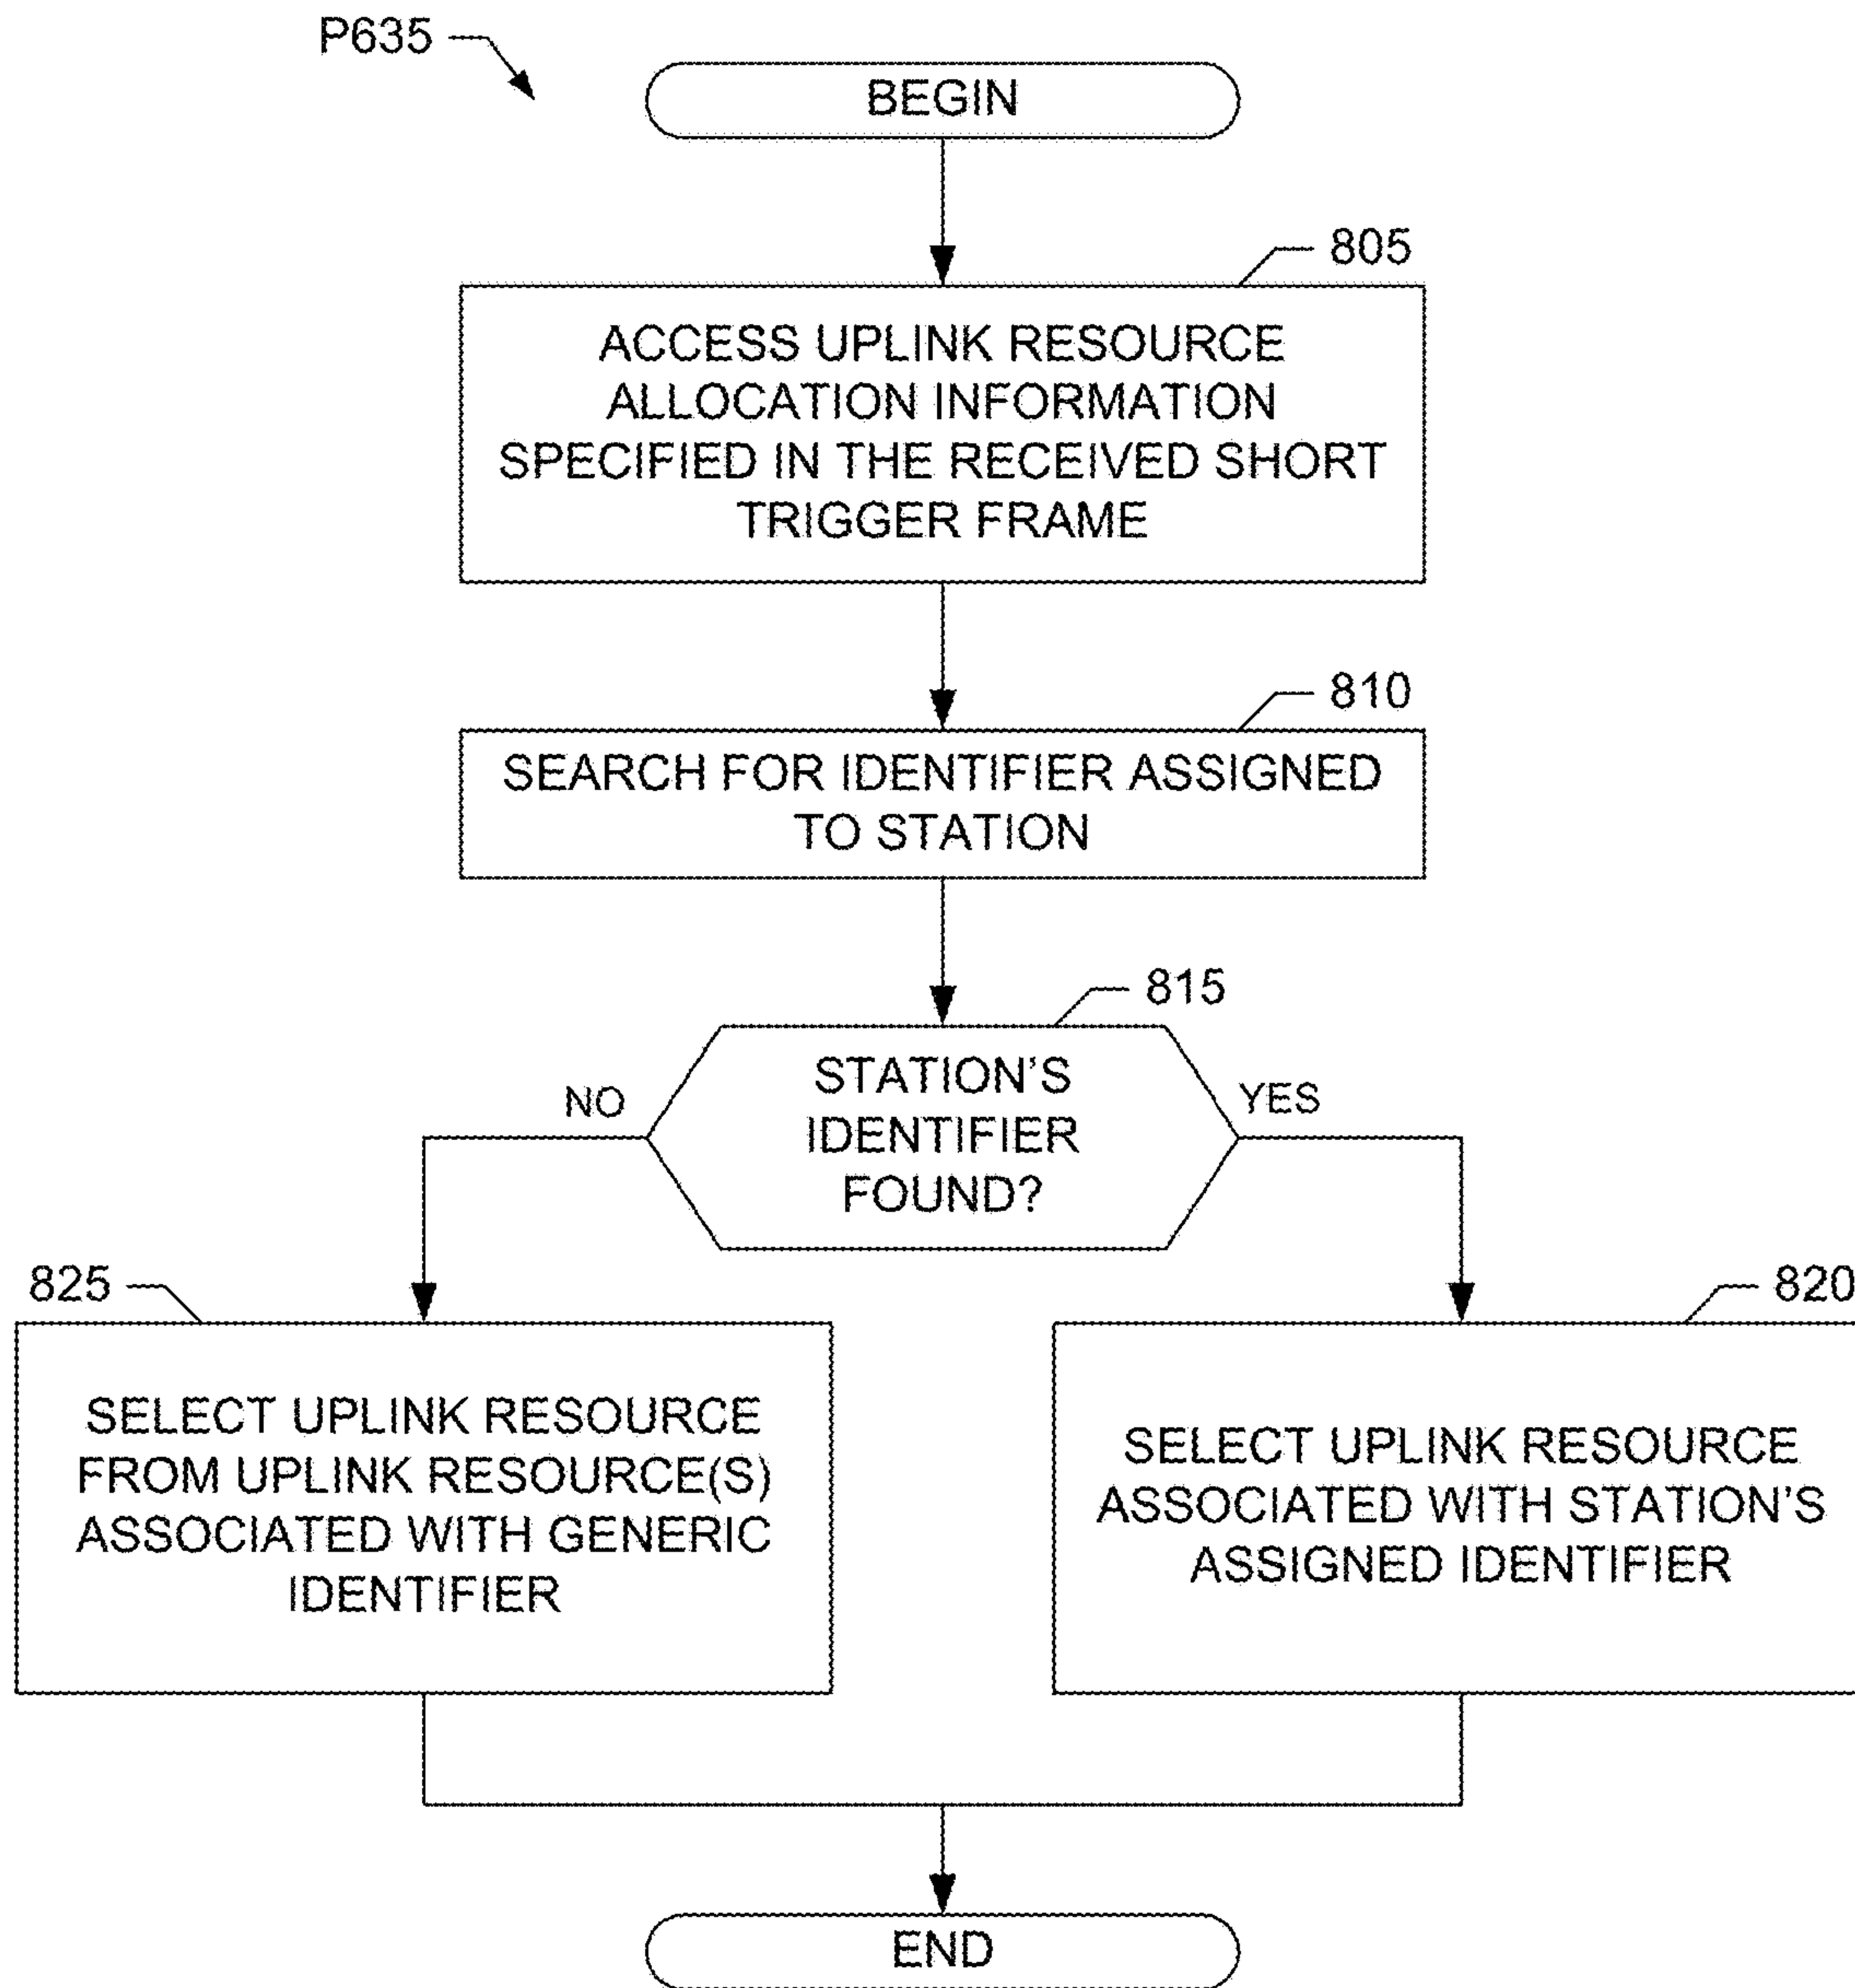 P635
BEGIN
805
ACCESS UPLINK RESOURCE
ALLOCATION INFORMATION
SPECIFIED IN THE RECEIVED SHORT
TRIGGER FRAME
810
SEARCH FOR IDENTIFIER ASSIGNED
TO STATION
815
STATION'S
IDENTIFIER
FOUND?
NO
YES
825
SELECT UPLINK RESOURCE
FROM UPLINK RESOURCE(S)
ASSOCIATED WITH GENERIC
IDENTIFIER
820
SELECT UPLINK RESOURCE
ASSOCIATED WITH STATION'S
ASSIGNED IDENTIFIER
END